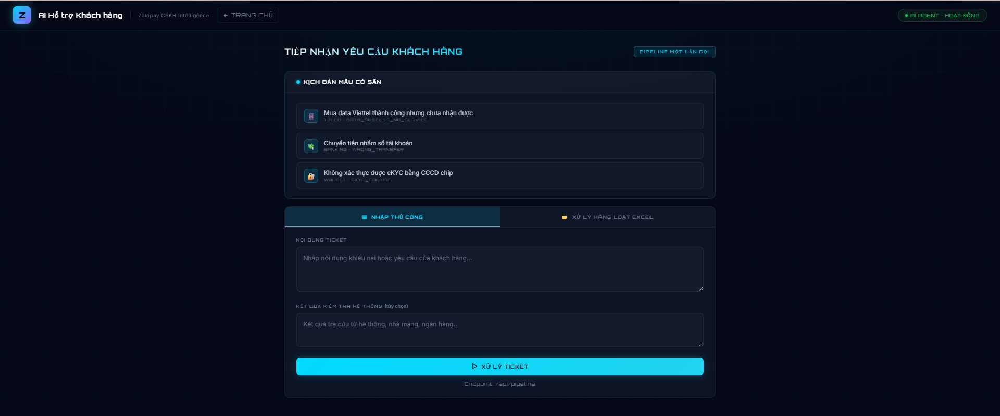 Z
AI Hỗ trợ Khách hàng
Zalopay CSKH Intelligence
← TRANG CHỦ
AI AGENT · HOẠT ĐỘNG
TIẾP NHẬN YÊU CẦU KHÁCH HÀNG
PIPELINE MỘT LẦN GỌI
KỊCH BẢN MẪU CÓ SẴN
Mua data Viettel thành công nhưng chưa nhận được
TELCO · DATA_SUCCESS_NO_SERVICE
Chuyển tiền nhầm số tài khoản
BANKING · WRONG_TRANSFER
Không xác thực được eKYC bằng CCCD chip
WALLET · EKYC_FAILURE
NHẬP THỦ CÔNG
XỬ LÝ HÀNG LOẠT EXCEL
NỘI DUNG TICKET
Nhập nội dung khiếu nại hoặc yêu cầu của khách hàng...
KẾT QUẢ KIỂM TRA HỆ THỐNG (tùy chọn)
Kết quả tra cứu từ hệ thống, nhà mạng, ngân hàng...
XỬ LÝ TICKET
Endpoint: /api/pipeline